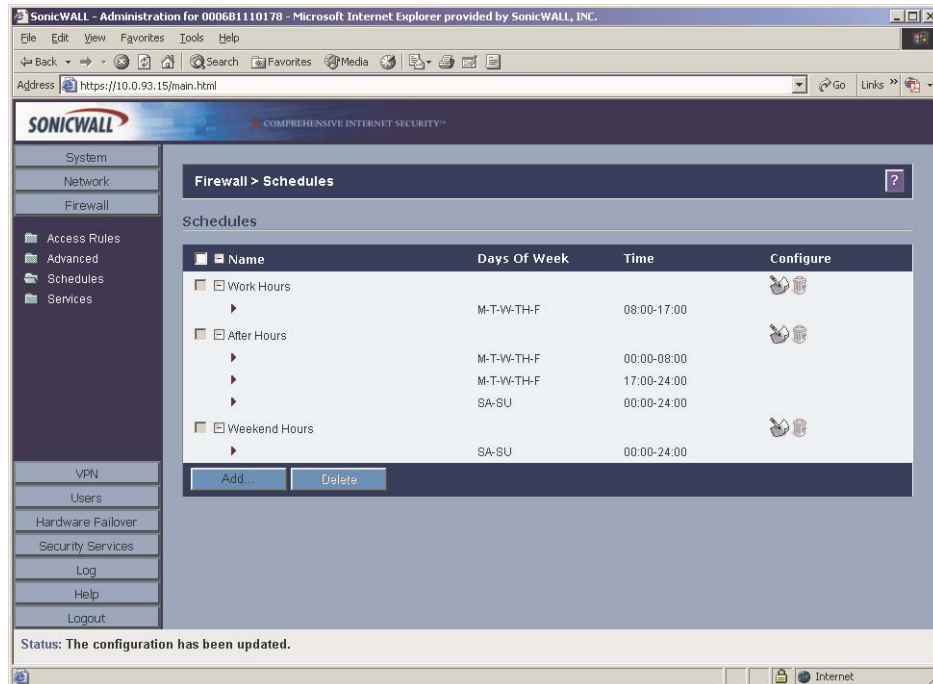 SonicWALL - Administration for 0006B1110178 - Microsoft Internet Explorer provided by SonicWALL, INC.
File Edit View Favorites Tools Help
Back Search Favorites Media
Address https://10.0.93.15/main.html Go Links »
SONICWALL COMPREHENSIVE INTERNET SECURITY™
System
Network
Firewall
Access Rules
Advanced
Schedules
Services
VPN
Users
Hardware Failover
Security Services
Log
Help
Logout
Firewall > Schedules ?
Schedules
Name Days Of Week Time Configure
Work Hours
M-T-W-TH-F 08:00-17:00
After Hours
M-T-W-TH-F 00:00-08:00
M-T-W-TH-F 17:00-24:00
SA-SU 00:00-24:00
Weekend Hours
SA-SU 00:00-24:00
Add... Delete
Status: The configuration has been updated.
Internet